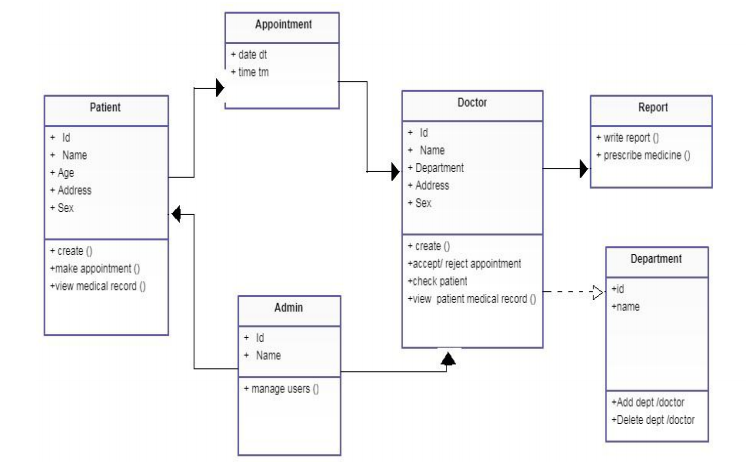 Appointment
+ date dt
+ time tm
Patient
+ Id
+ Name
+ Age
+ Address
+ Sex
+ create ()
+make appointment ()
+view medical record ()
Doctor
+ Id
+ Name
+ Department
+ Address
+ Sex
+ create ()
+accept/ reject appointment
+check patient
+view patient medical record ()
Report
+ write report ()
+ prescribe medicine ()
Department
+id
+name
+Add dept /doctor
+Delete dept /doctor
Admin
+ Id
+ Name
+ manage users ()